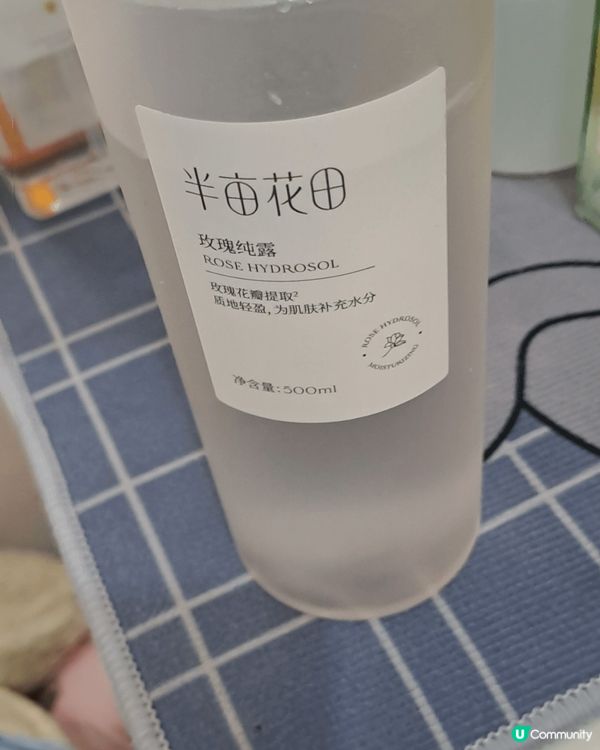 半亩花田
玫瑰纯露
ROSE HYDROSOL
玫瑰花瓣提取²
质地轻盈,为肌肤补充水分
ROSE HYDROSOL
MOISTURIZING
净含量:500ml
U Community